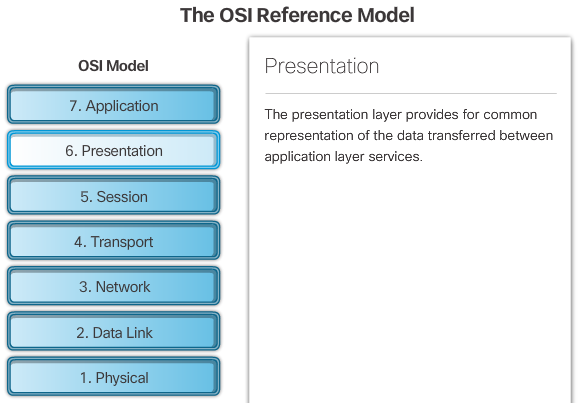 The OSI Reference Model
OSI Model
7. Application
6. Presentation
5. Session
4. Transport
3. Network
2. Data Link
1. Physical
Presentation
The presentation layer provides for common
representation of the data transferred between
application layer services.